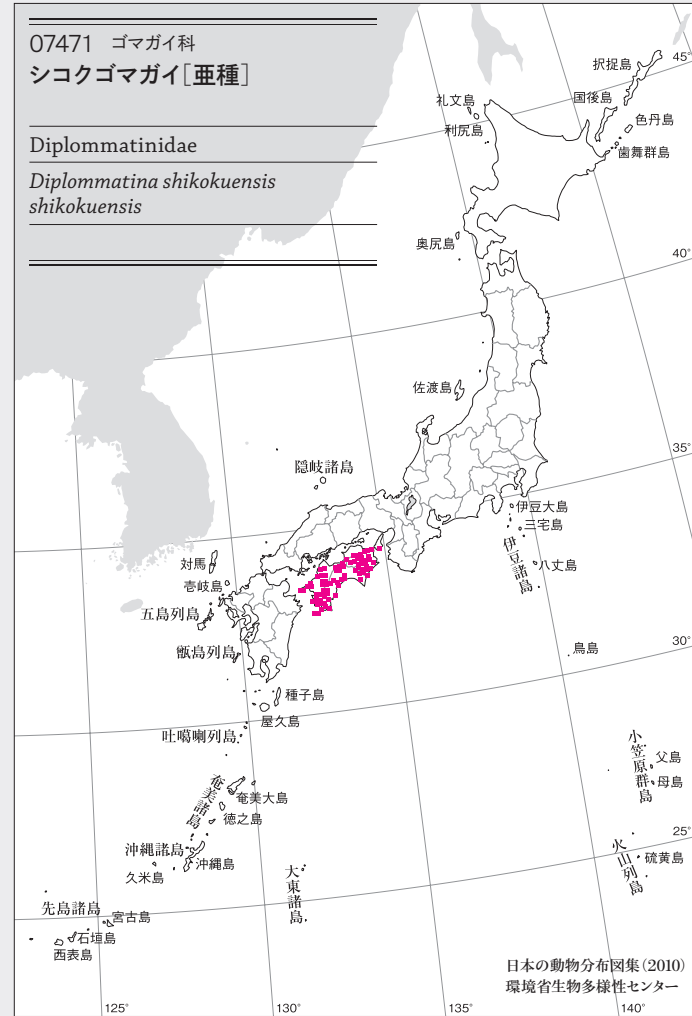 07471 ゴマガイ科
シコクゴマガイ[亜種]
Diplommatinidae
Diplommatina shikokuensis
shikokuensis
択捉島
国後島
色丹島
歯舞群島
礼文島
利尻島
奥尻島
佐渡島
隠岐諸島
伊豆大島
三宅島
伊豆諸島
八丈島
対馬
壱岐島
五島列島
甑島列島
鳥島
種子島
屋久島
吐噶喇列島
小笠原群島
父島
母島
奄美諸島
奄美大島
徳之島
沖縄諸島
沖縄島
久米島
大東諸島
火山列島
硫黄島
先島諸島
宮古島
石垣島
西表島
45°
40°
35°
30°
25°
125°
130°
135°
140°
日本の動物分布図集(2010)
環境省生物多様性センター